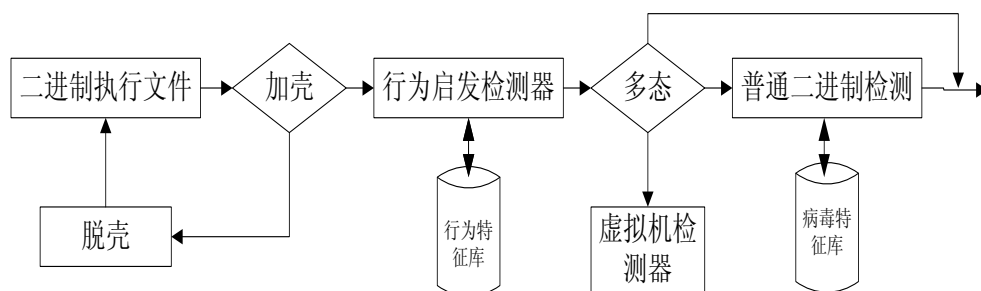 二进制执行文件
加壳
行为启发检测器
多态
普通二进制检测
脱壳
行为特
征库
虚拟机检
测器
病毒特
征库